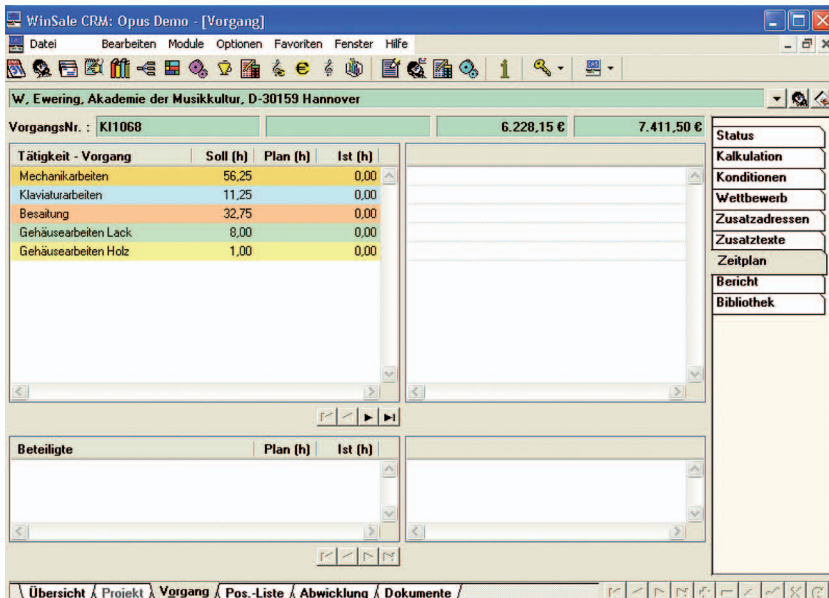 WinSale CRM: Opus Demo - [Vorgang]
Datei Bearbeiten Module Optionen Favoriten Fenster Hilfe
W, Ewering, Akademie der Musikkultur, D-30159 Hannover
VorgangsNr. : KI1068 6.228,15 € 7.411,50 €
Tätigkeit - Vorgang Soll (h) Plan (h) Ist (h)
Mechanikarbeiten 56,25 0,00
Klaviaturarbeiten 11,25 0,00
Besaitung 32,75 0,00
Gehäusearbeiten Lack 8,00 0,00
Gehäusearbeiten Holz 1,00 0,00
Status
Kalkulation
Konditionen
Wettbewerb
Zusatzadressen
Zusatztexte
Zeitplan
Bericht
Bibliothek
Beteiligte Plan (h) Ist (h)
Übersicht Projekt Vorgang Pos.-Liste Abwicklung Dokumente